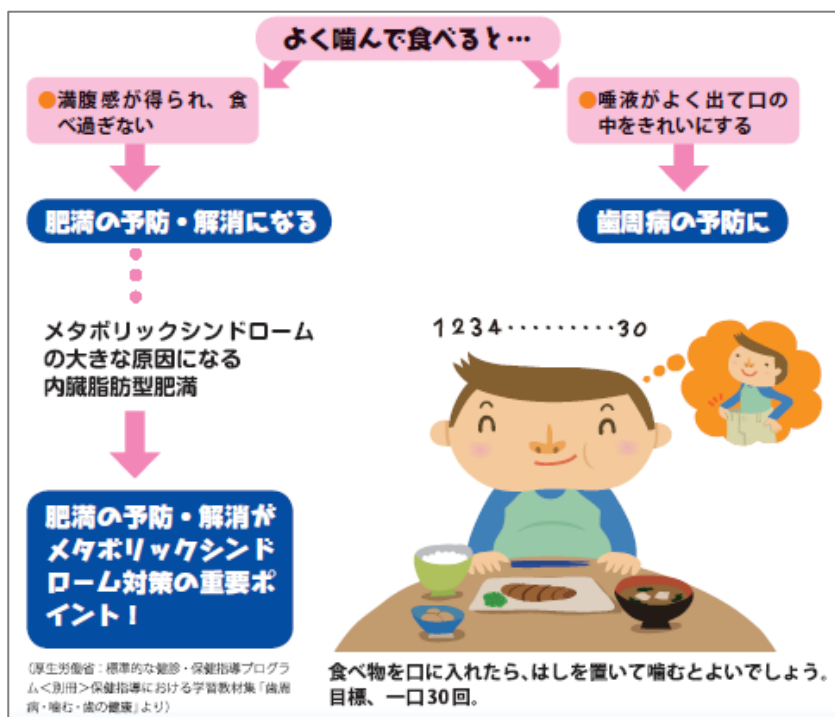 よく噛んで食べると…
●満腹感が得られ、食
べ過ぎない
●唾液がよく出て口の
中をきれいにする
肥満の予防・解消になる
歯周病の予防に
メタボリックシンドローム
の大きな原因になる
内臓脂肪型肥満
1234・・・・・・・・・30
肥満の予防・解消が
メタボリックシンド
ローム対策の重要ポ
イント！
（厚生労働省：標準的な健診・保健指導プログラ
ム<別冊>保健指導における学習教材集「歯周
病・噛む・歯の健康」より）
食べ物を口に入れたら、はしを置いて噛むとよいでしょう。
目標、一口30回。